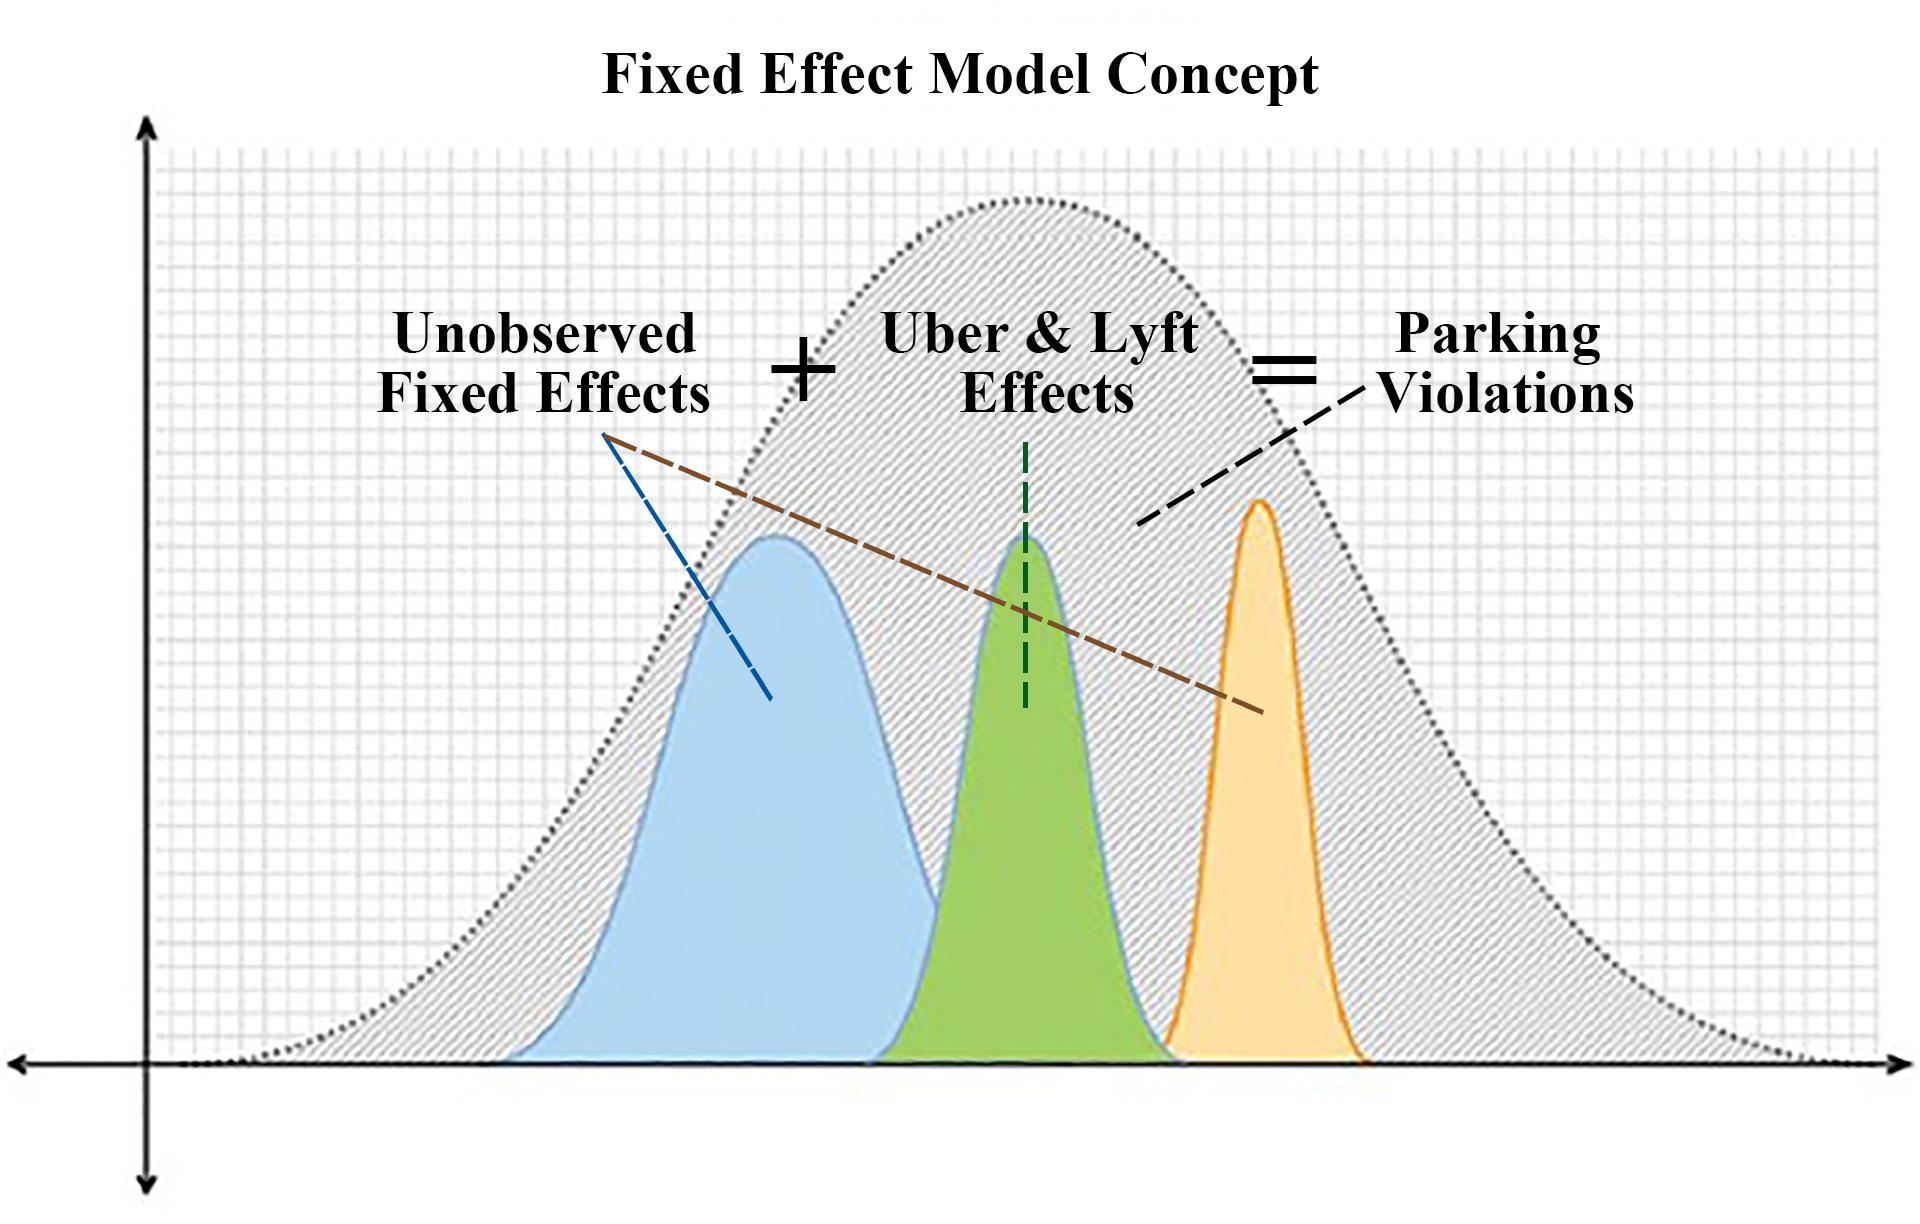 Fixed Effect Model Concept
Unobserved
Fixed Effects
+
Uber & Lyft
Effects
=
Parking
Violations